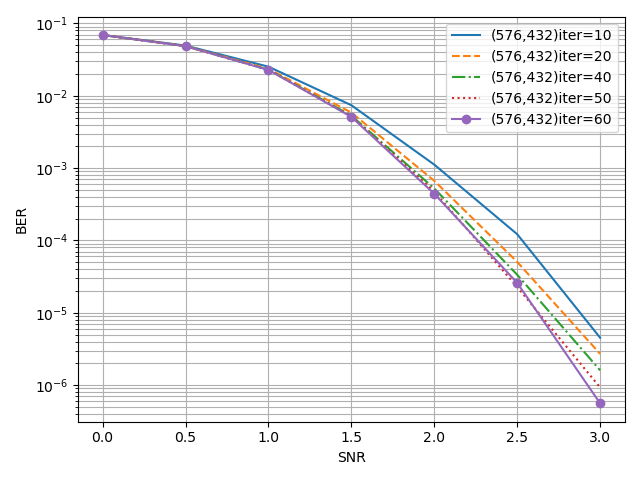 10⁻¹
10⁻²
10⁻³
10⁻⁴
10⁻⁵
10⁻⁶
BER
(576,432)iter=10
(576,432)iter=20
(576,432)iter=40
(576,432)iter=50
(576,432)iter=60
0.0 0.5 1.0 1.5 2.0 2.5 3.0
SNR